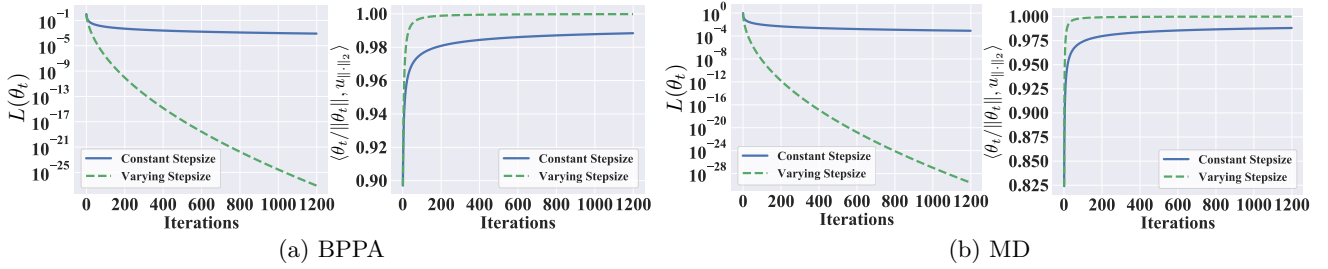 L(θ_t)
10^−1
10^−5
10^−9
10^−13
10^−17
10^−21
10^−25
Constant Stepsize
Varying Stepsize
0 200 400 600 800 1000 1200
Iterations
⟨θ_t/∥θ_t∥, u_∥·∥₂⟩
1.00
0.98
0.96
0.94
0.92
0.90
Constant Stepsize
Varying Stepsize
0 200 400 600 800 1000 1200
Iterations
(a) BPPA
L(θ_t)
10^0
10^−4
10^−8
10^−12
10^−16
10^−20
10^−24
10^−28
Constant Stepsize
Varying Stepsize
0 200 400 600 800 1000 1200
Iterations
⟨θ_t/∥θ_t∥, u_∥·∥₂⟩
1.000
0.975
0.950
0.925
0.900
0.875
0.850
0.825
Constant Stepsize
Varying Stepsize
0 200 400 600 800 1000 1200
Iterations
(b) MD